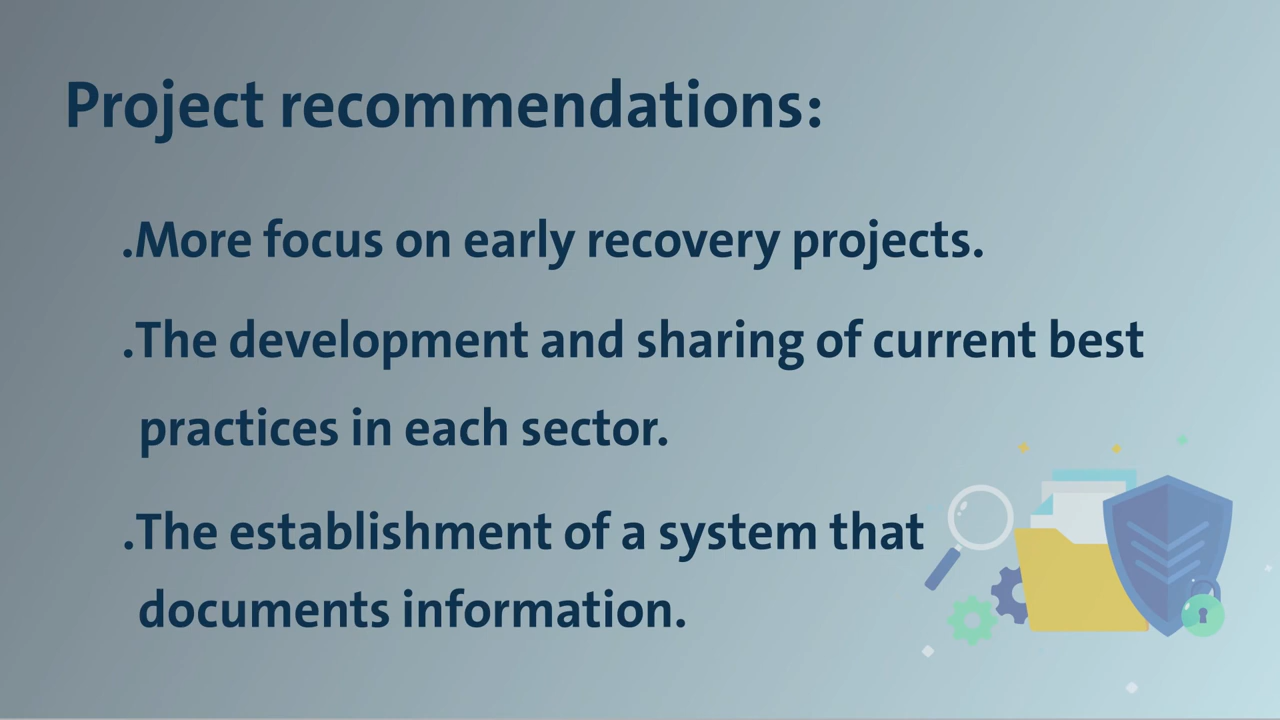 Project recommendations:
.More focus on early recovery projects.
.The development and sharing of current best
practices in each sector.
.The establishment of a system that
documents information.